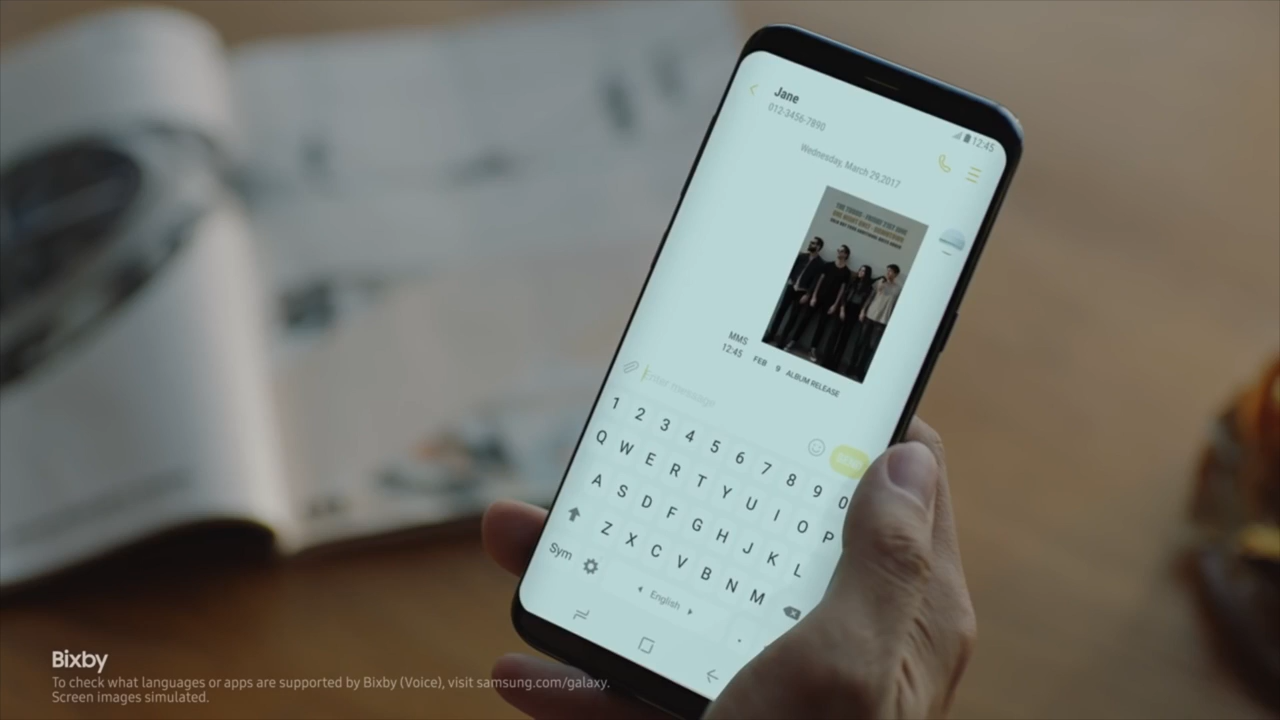 Jane
012-3456-7890
12:45
Wednesday, March 29,2017
MMS
12:45
FEB 9 ALBUM RELEASE
Enter message
1 2 3 4 5 6 7 8 9 0
Q W E R T Y U I O P
A S D F G H J K L
Z X C V B N M
Sym
English
.
Bixby
To check what languages or apps are supported by Bixby (Voice), visit samsung.com/galaxy.
Screen images simulated.